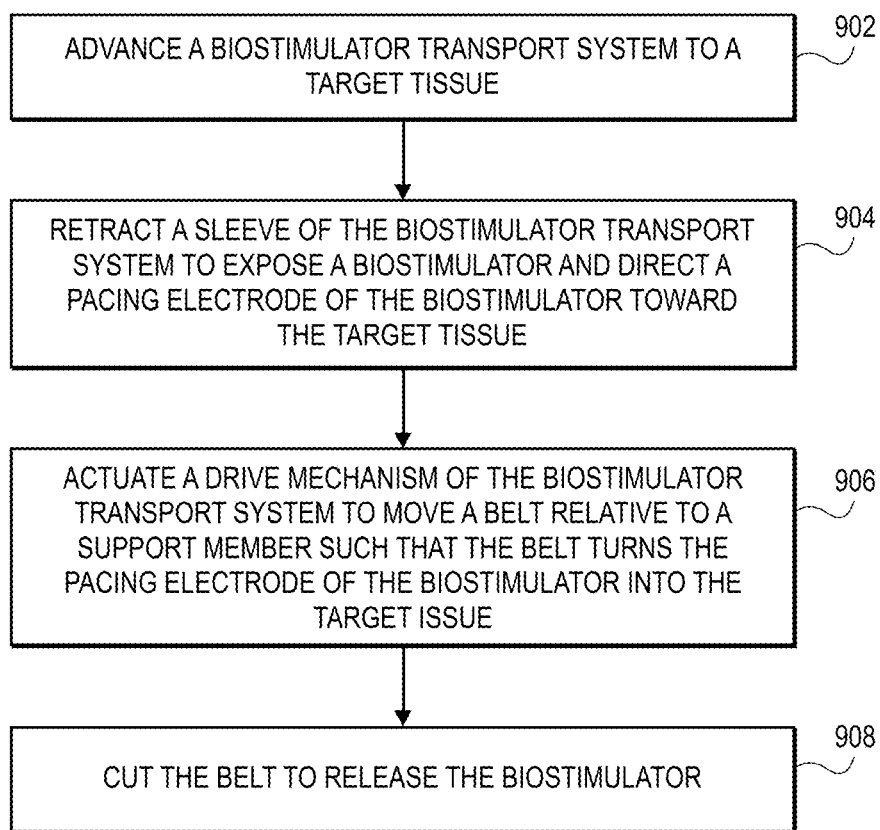 ADVANCE A BIOSTIMULATOR TRANSPORT SYSTEM TO A
TARGET TISSUE
902
RETRACT A SLEEVE OF THE BIOSTIMULATOR TRANSPORT
SYSTEM TO EXPOSE A BIOSTIMULATOR AND DIRECT A
PACING ELECTRODE OF THE BIOSTIMULATOR TOWARD
THE TARGET TISSUE
904
ACTUATE A DRIVE MECHANISM OF THE BIOSTIMULATOR
TRANSPORT SYSTEM TO MOVE A BELT RELATIVE TO A
SUPPORT MEMBER SUCH THAT THE BELT TURNS THE
PACING ELECTRODE OF THE BIOSTIMULATOR INTO THE
TARGET ISSUE
906
CUT THE BELT TO RELEASE THE BIOSTIMULATOR
908